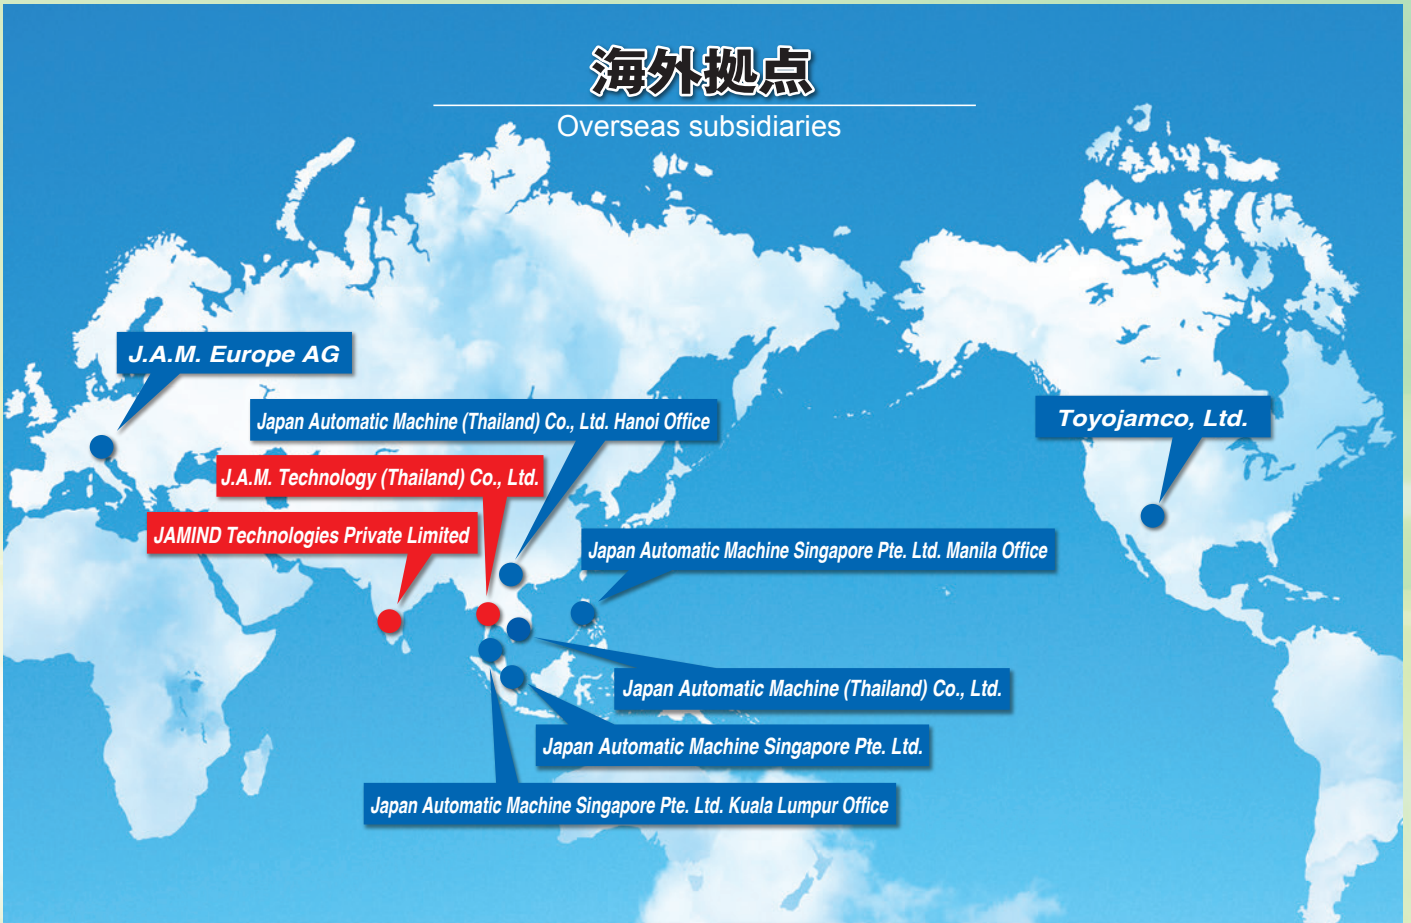 海外拠点
Overseas subsidiaries
J.A.M. Europe AG
Japan Automatic Machine (Thailand) Co., Ltd. Hanoi Office
Toyojamco, Ltd.
J.A.M. Technology (Thailand) Co., Ltd.
JAMIND Technologies Private Limited
Japan Automatic Machine Singapore Pte. Ltd. Manila Office
Japan Automatic Machine (Thailand) Co., Ltd.
Japan Automatic Machine Singapore Pte. Ltd.
Japan Automatic Machine Singapore Pte. Ltd. Kuala Lumpur Office